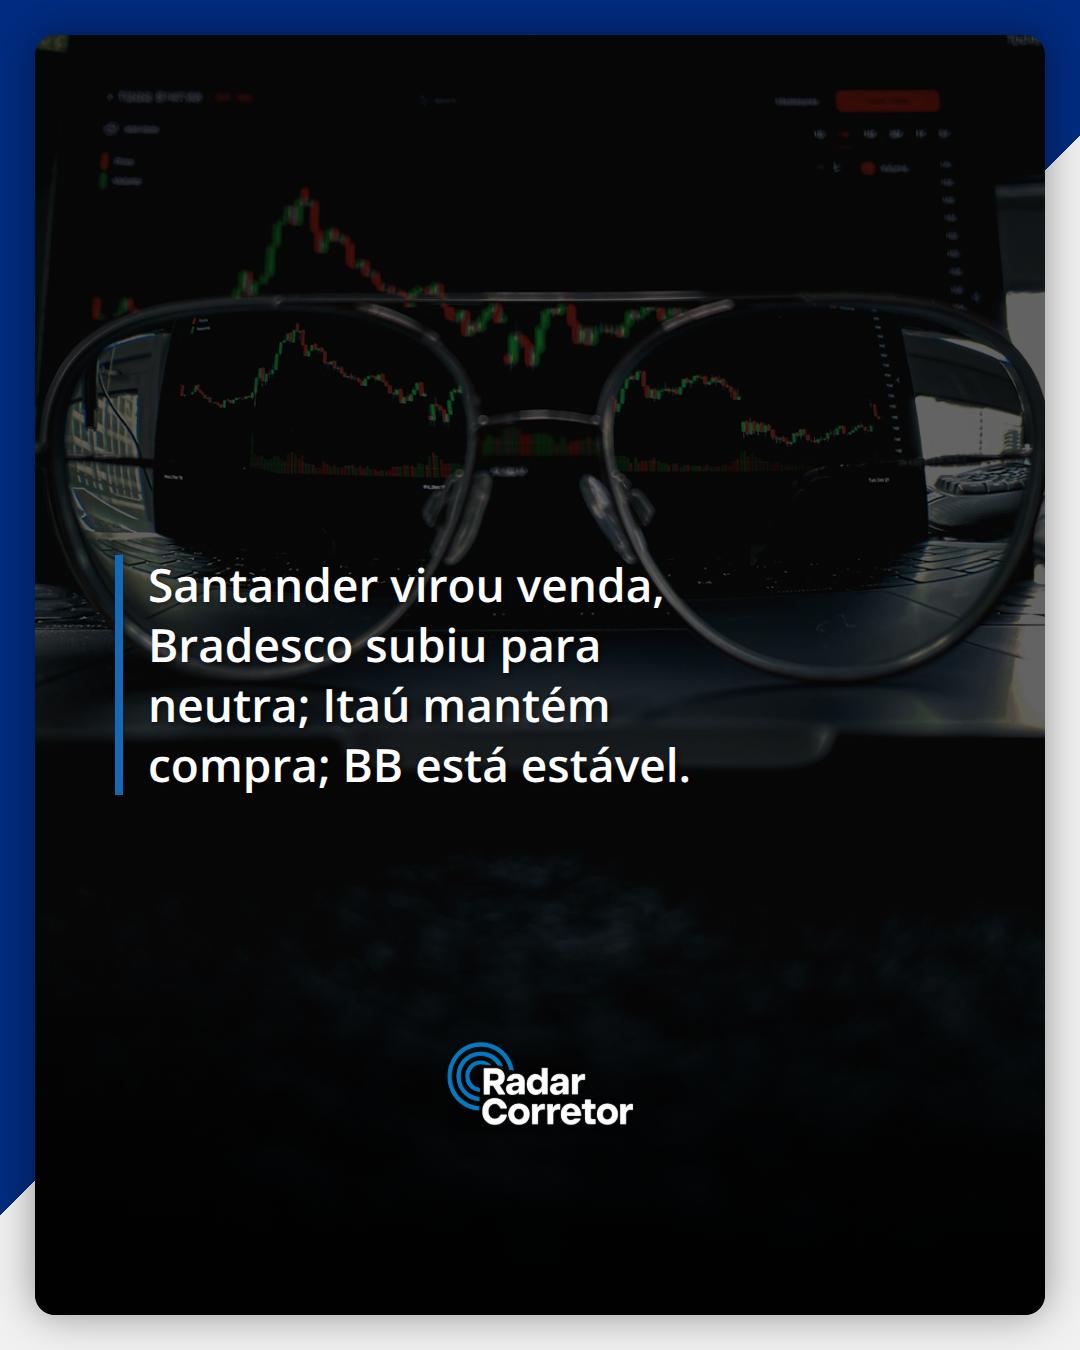 Santander virou venda,
Bradesco subiu para
neutra; Itaú mantém
compra; BB está estável.
Radar
Corretor